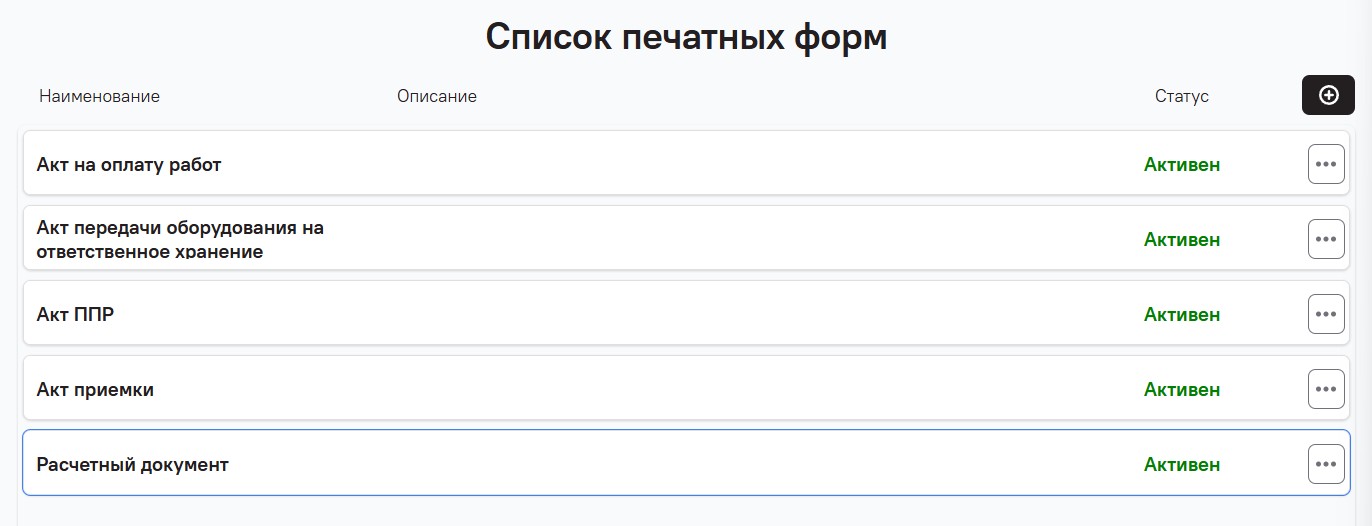 Список печатных форм
Наименование Описание Статус
Акт на оплату работ Активен
Акт передачи оборудования на
ответственное хранение Активен
Акт ППР Активен
Акт приемки Активен
Расчетный документ Активен